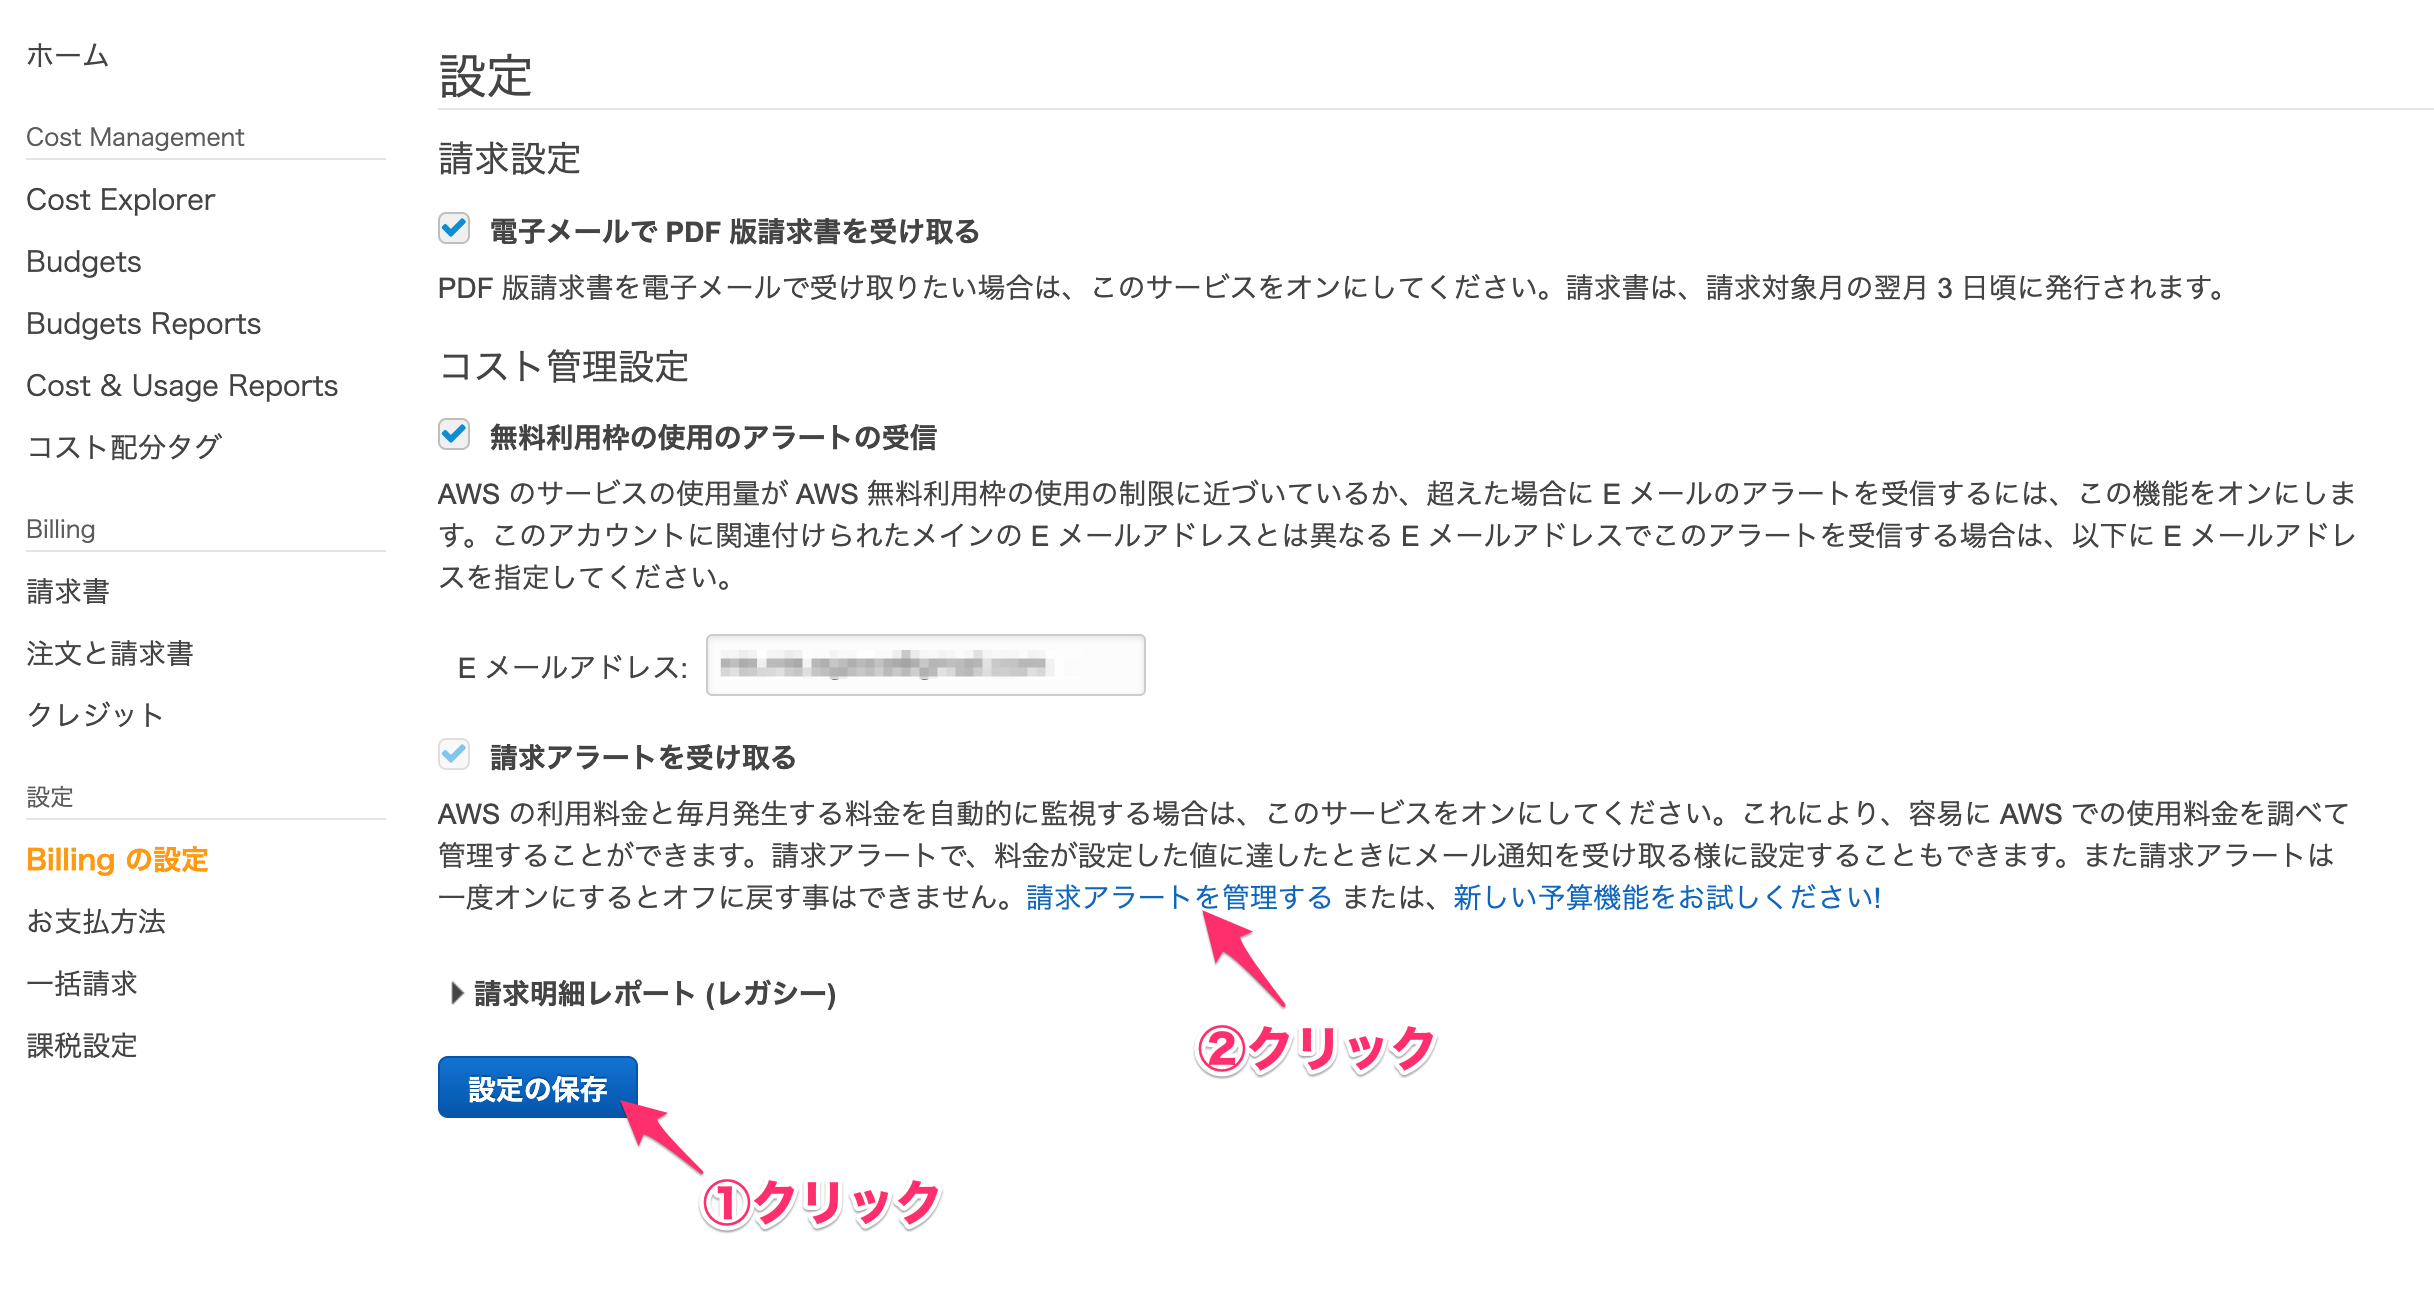 ホーム
Cost Management
Cost Explorer
Budgets
Budgets Reports
Cost & Usage Reports
コスト配分タグ
Billing
請求書
注文と請求書
クレジット
設定
Billing の設定
お支払方法
一括請求
課税設定
設定
請求設定
電子メールで PDF 版請求書を受け取る
PDF 版請求書を電子メールで受け取りたい場合は、このサービスをオンにしてください。請求書は、請求対象月の翌月 3 日頃に発行されます。
コスト管理設定
無料利用枠の使用のアラートの受信
AWS のサービスの使用量が AWS 無料利用枠の使用の制限に近づいているか、超えた場合に E メールのアラートを受信するには、この機能をオンにしま
す。このアカウントに関連付けられたメインの E メールアドレスとは異なる E メールアドレスでこのアラートを受信する場合は、以下に E メールアドレ
スを指定してください。
E メールアドレス:
請求アラートを受け取る
AWS の利用料金と毎月発生する料金を自動的に監視する場合は、このサービスをオンにしてください。これにより、容易に AWS での使用料金を調べて
管理することができます。請求アラートで、料金が設定した値に達したときにメール通知を受け取る様に設定することもできます。また請求アラートは
一度オンにするとオフに戻す事はできません。請求アラートを管理する または、新しい予算機能をお試しください!
請求明細レポート (レガシー)
②クリック
設定の保存
①クリック